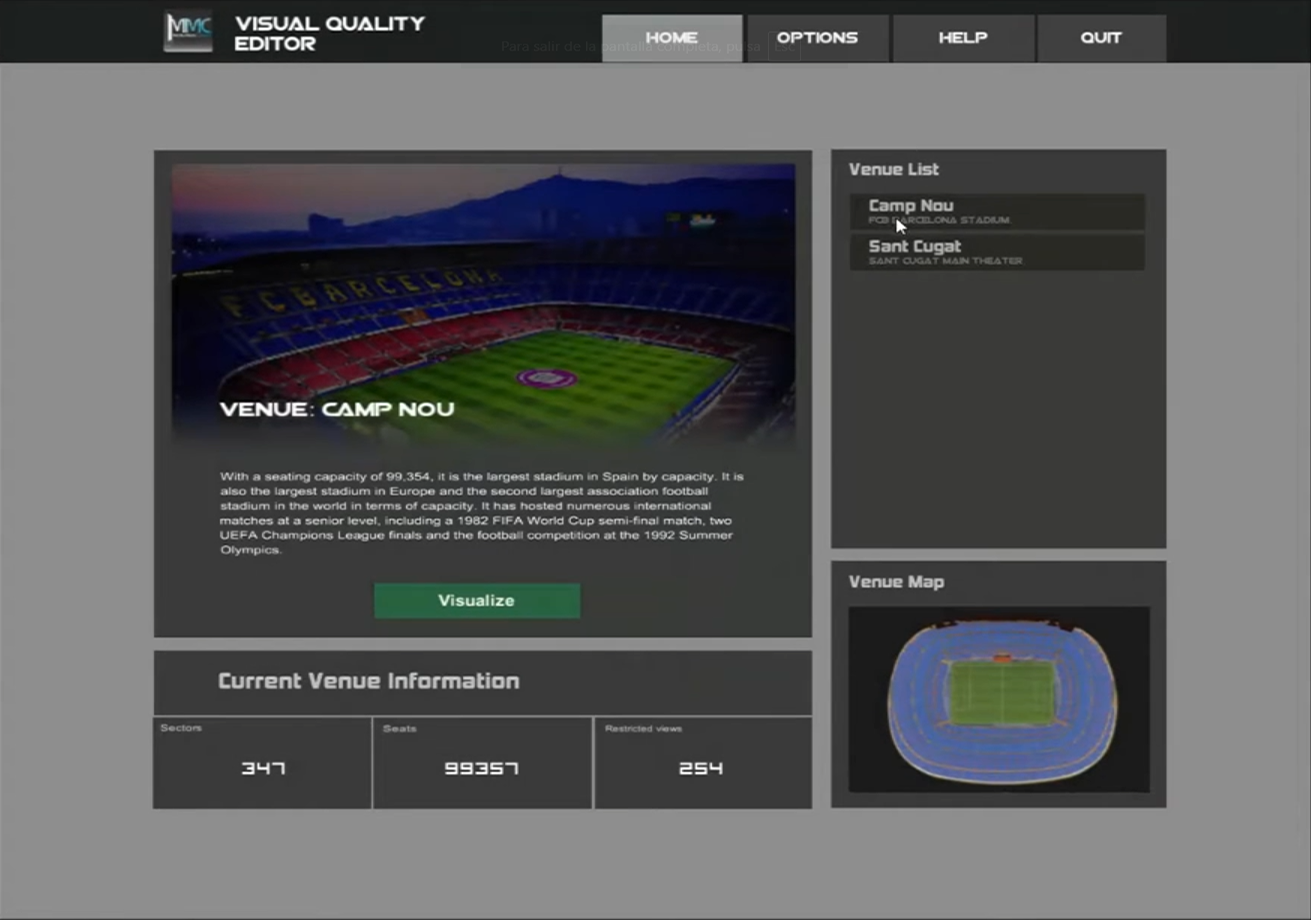 MMC
VISUAL QUALITY
EDITOR
Para salir de la pantalla completa, pulsa Esc
HOME
OPTIONS
HELP
QUIT
FCBARCELONA
VENUE: CAMP NOU
With a seating capacity of 99,354, it is the largest stadium in Spain by capacity. It is
also the largest stadium in Europe and the second largest association football
stadium in the world in terms of capacity. It has hosted numerous international
matches at a senior level, including a 1982 FIFA World Cup semi-final match, two
UEFA Champions League finals and the football competition at the 1992 Summer
Olympics.
Visualize
Current Venue Information
Sectors
Seats
Restricted views
347
99357
254
Venue List
Camp Nou
FCB BARCELONA STADIUM
Sant Cugat
SANT CUGAT MAIN THEATER
Venue Map